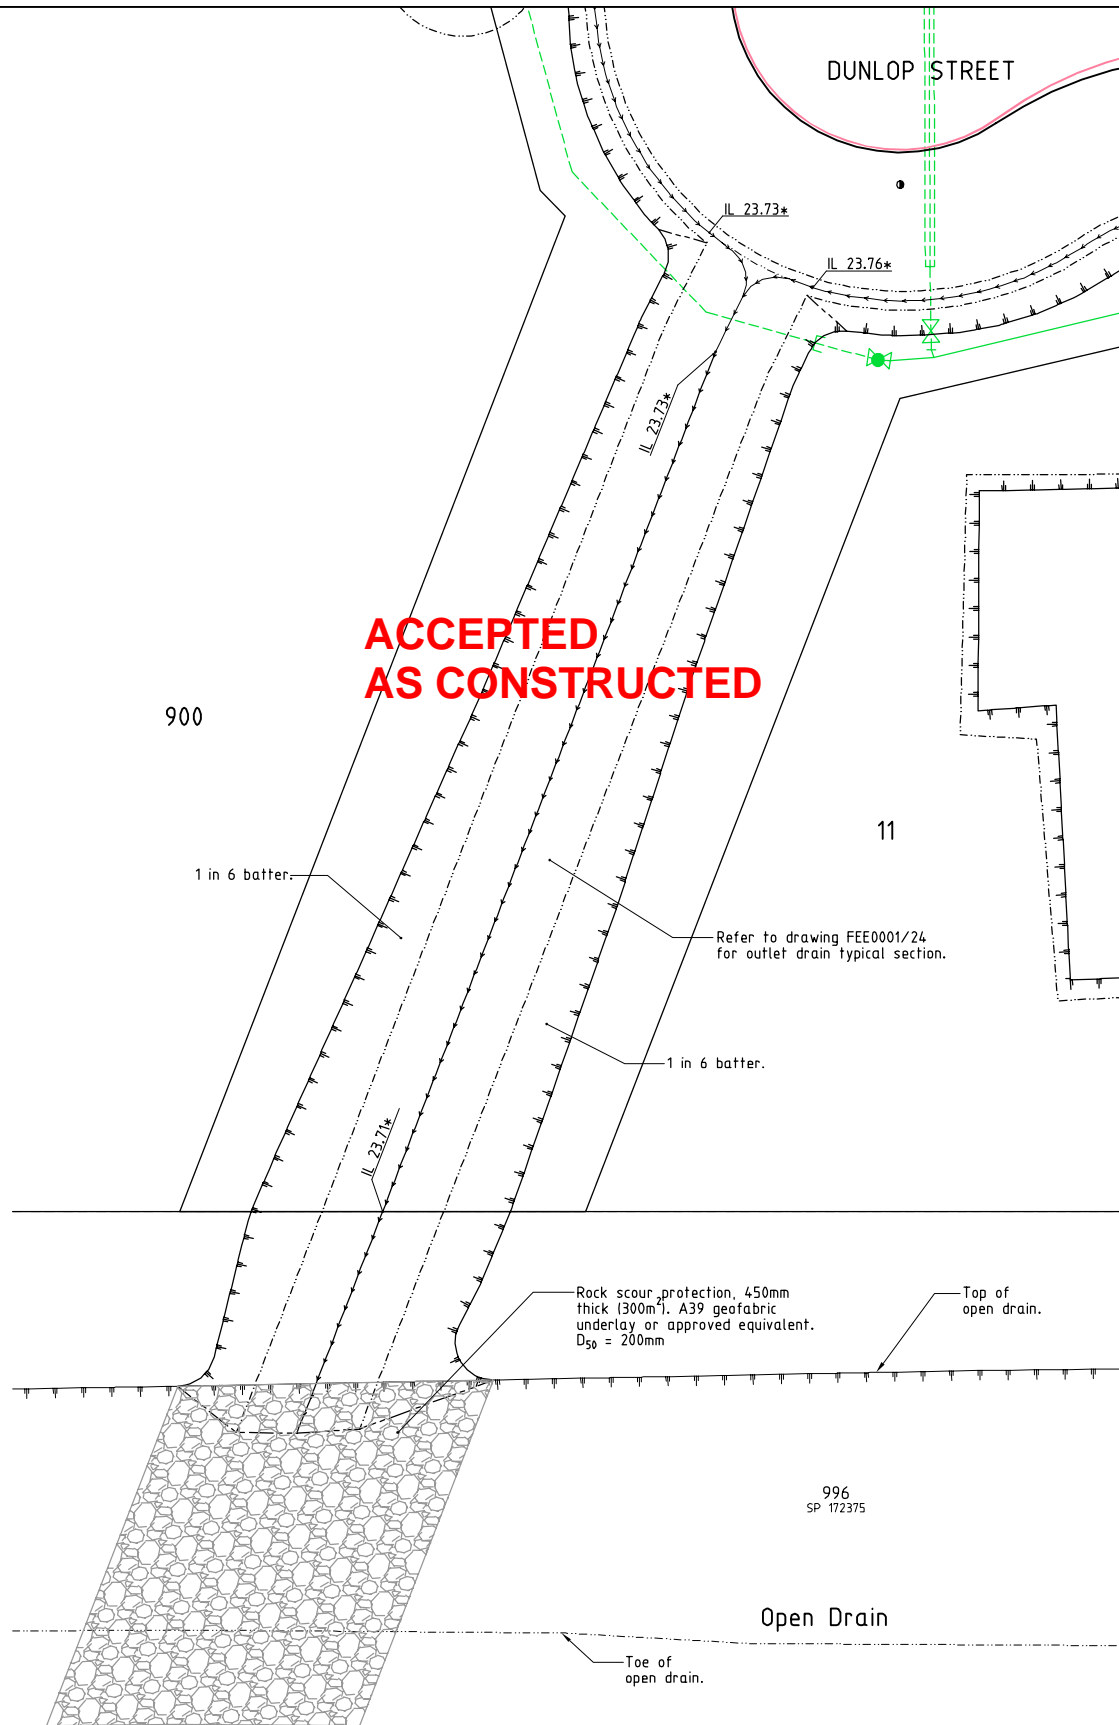 DUNLOP STREET
IL 23.73*
IL 23.76*
IL 23.73*
ACCEPTED
AS CONSTRUCTED
900
11
1 in 6 batter.
Refer to drawing FEE0001/24
for outlet drain typical section.
1 in 6 batter.
IL 23.71*
Rock scour protection, 450mm
thick (300m²). A39 geofabric
underlay or approved equivalent.
D50 = 200mm
Top of
open drain.
996
SP 172375
Open Drain
Toe of
open drain.